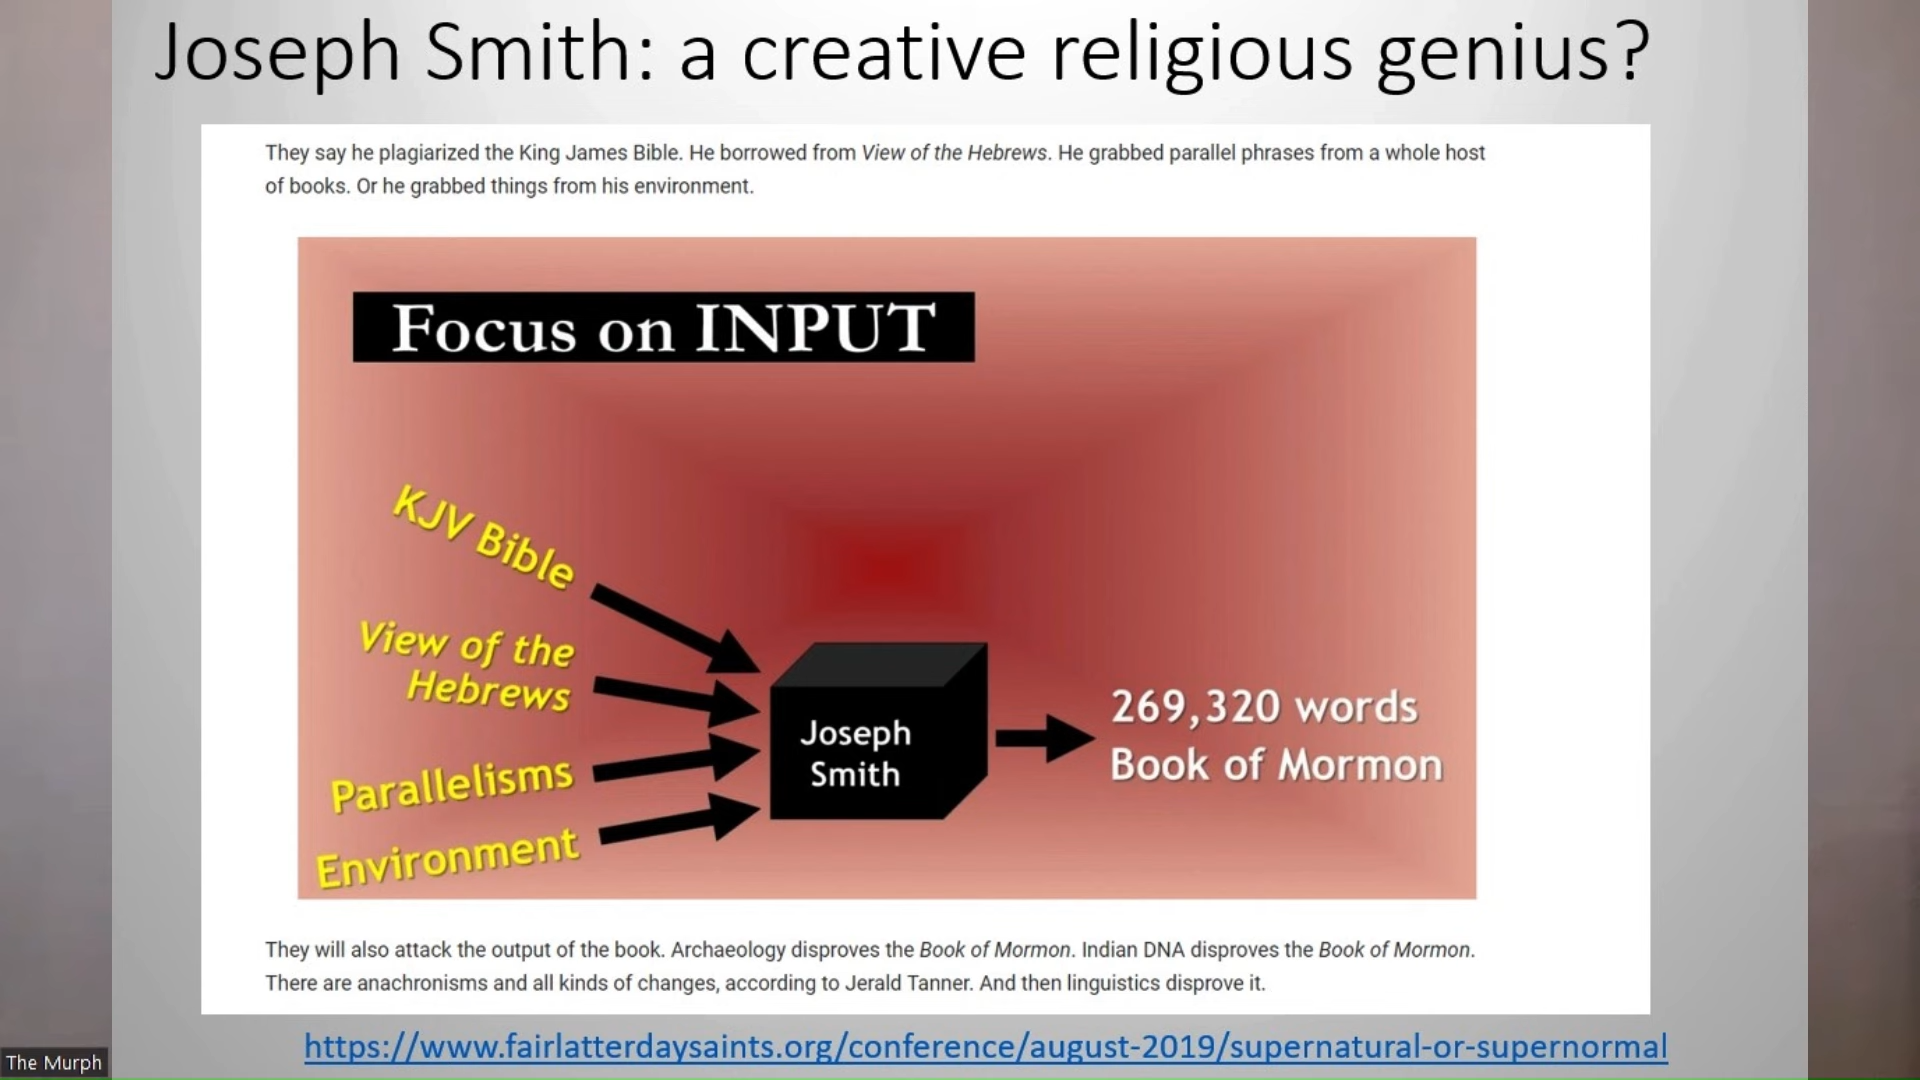 Joseph Smith: a creative religious genius?
They say he plagiarized the King James Bible. He borrowed from View of the Hebrews. He grabbed parallel phrases from a whole host
of books. Or he grabbed things from his environment.
Focus on INPUT
KJV Bible
View of the
Hebrews
Parallelisms
Environment
Joseph
Smith
269,320 words
Book of Mormon
They will also attack the output of the book. Archaeology disproves the Book of Mormon. Indian DNA disproves the Book of Mormon.
There are anachronisms and all kinds of changes, according to Jerald Tanner. And then linguistics disprove it.
https://www.fairlatterdaysaints.org/conference/august-2019/supernatural-or-supernormal
The Murph